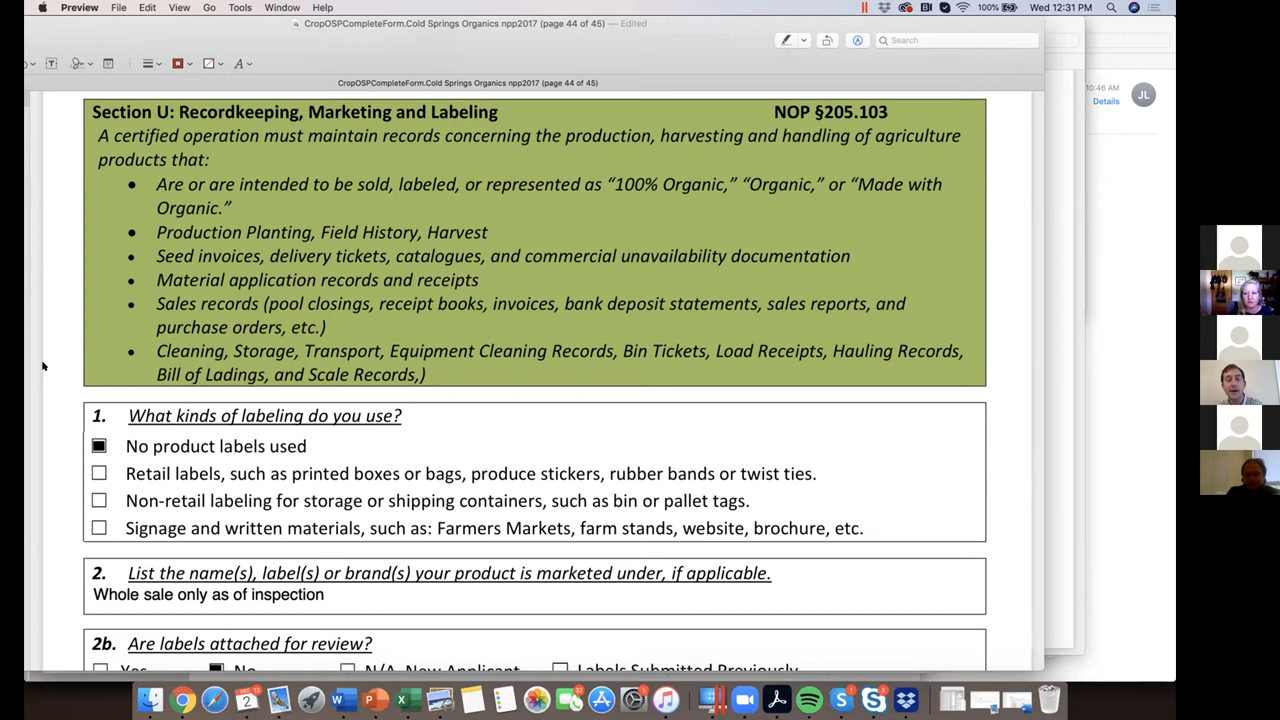 Preview File Edit View Go Tools Window Help 100% Wed 12:31 PM
CropOSPCompleteForm.Cold Springs Organics npp2017 (page 44 of 45) — Edited
Search
CropOSPCompleteForm.Cold Springs Organics npp2017 (page 44 of 45)
10:46 AM
Details
JL
Section U: Recordkeeping, Marketing and Labeling NOP §205.103
A certified operation must maintain records concerning the production, harvesting and handling of agriculture
products that:
• Are or are intended to be sold, labeled, or represented as “100% Organic,” “Organic,” or “Made with
Organic.”
• Production Planting, Field History, Harvest
• Seed invoices, delivery tickets, catalogues, and commercial unavailability documentation
• Material application records and receipts
• Sales records (pool closings, receipt books, invoices, bank deposit statements, sales reports, and
purchase orders, etc.)
• Cleaning, Storage, Transport, Equipment Cleaning Records, Bin Tickets, Load Receipts, Hauling Records,
Bill of Ladings, and Scale Records,)
1. What kinds of labeling do you use?
No product labels used
Retail labels, such as printed boxes or bags, produce stickers, rubber bands or twist ties.
Non-retail labeling for storage or shipping containers, such as bin or pallet tags.
Signage and written materials, such as: Farmers Markets, farm stands, website, brochure, etc.
2. List the name(s), label(s) or brand(s) your product is marketed under, if applicable.
Whole sale only as of inspection
2b. Are labels attached for review?
Yes No N/A, New Applicant Labels Submitted Previously